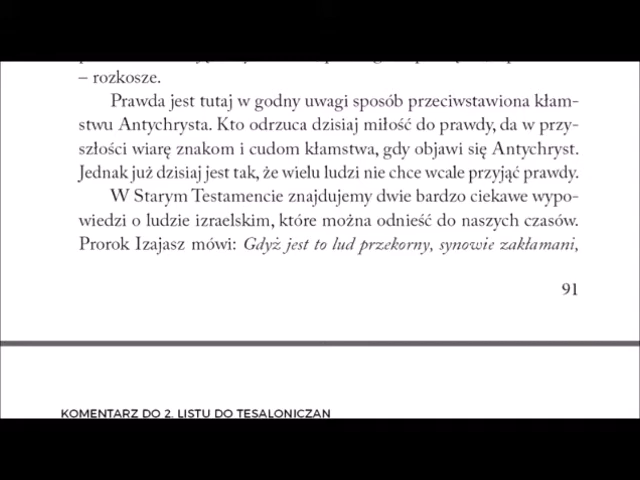 – rozkosze.
Prawda jest tutaj w godny uwagi sposób przeciwstawiona kłam-
stwu Antychrysta. Kto odrzuca dzisiaj miłość do prawdy, da w przy-
szłości wiarę znakom i cudom kłamstwa, gdy objawi się Antychryst.
Jednak już dzisiaj jest tak, że wielu ludzi nie chce wcale przyjąć prawdy.
W Starym Testamencie znajdujemy dwie bardzo ciekawe wypo-
wiedzi o ludzie izraelskim, które można odnieść do naszych czasów.
Prorok Izajasz mówi: Gdyż jest to lud przekorny, synowie zakłamani,
91
KOMENTARZ DO 2. LISTU DO TESALONICZAN